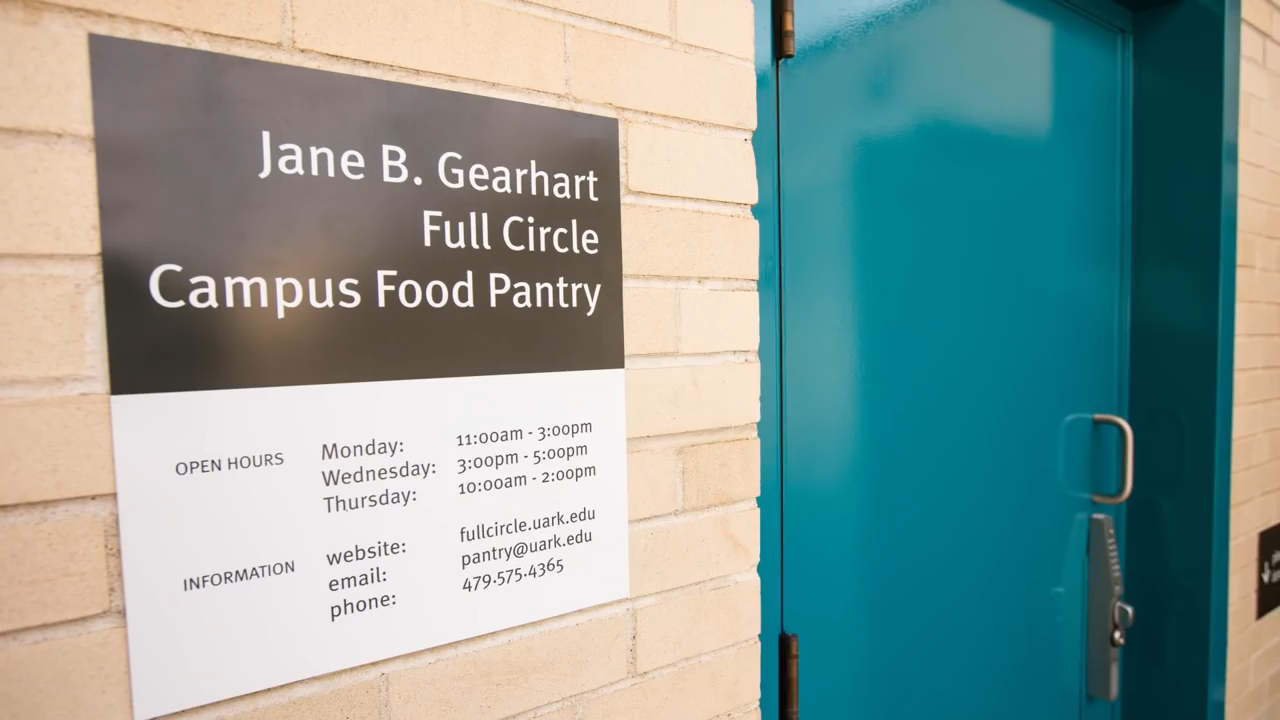 Jane B. Gearhart
Full Circle
Campus Food Pantry
OPEN HOURS
Monday: 11:00am - 3:00pm
Wednesday: 3:00pm - 5:00pm
Thursday: 10:00am - 2:00pm
INFORMATION
website: fullcircle.uark.edu
email: pantry@uark.edu
phone: 479.575.4365